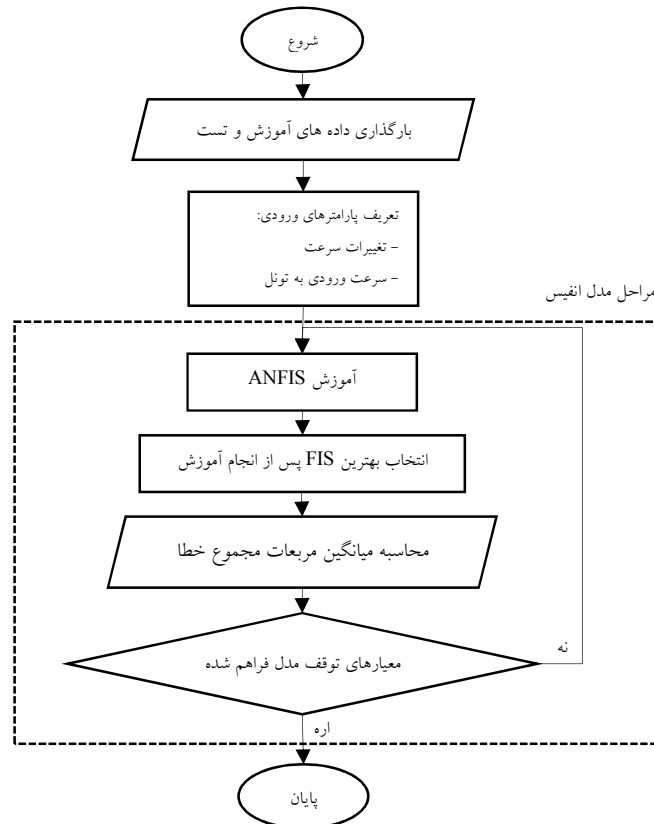 شروع
بارگذاری داده های آموزش و تست
تعریف پارامترهای ورودی:
- تغییرات سرعت
- سرعت ورودی به تونل
مراحل مدل انفیس
آموزش ANFIS
انتخاب بهترین FIS پس از انجام آموزش
محاسبه میانگین مربعات مجموع خطا
معیارهای توقف مدل فراهم شده
نه
اره
پایان